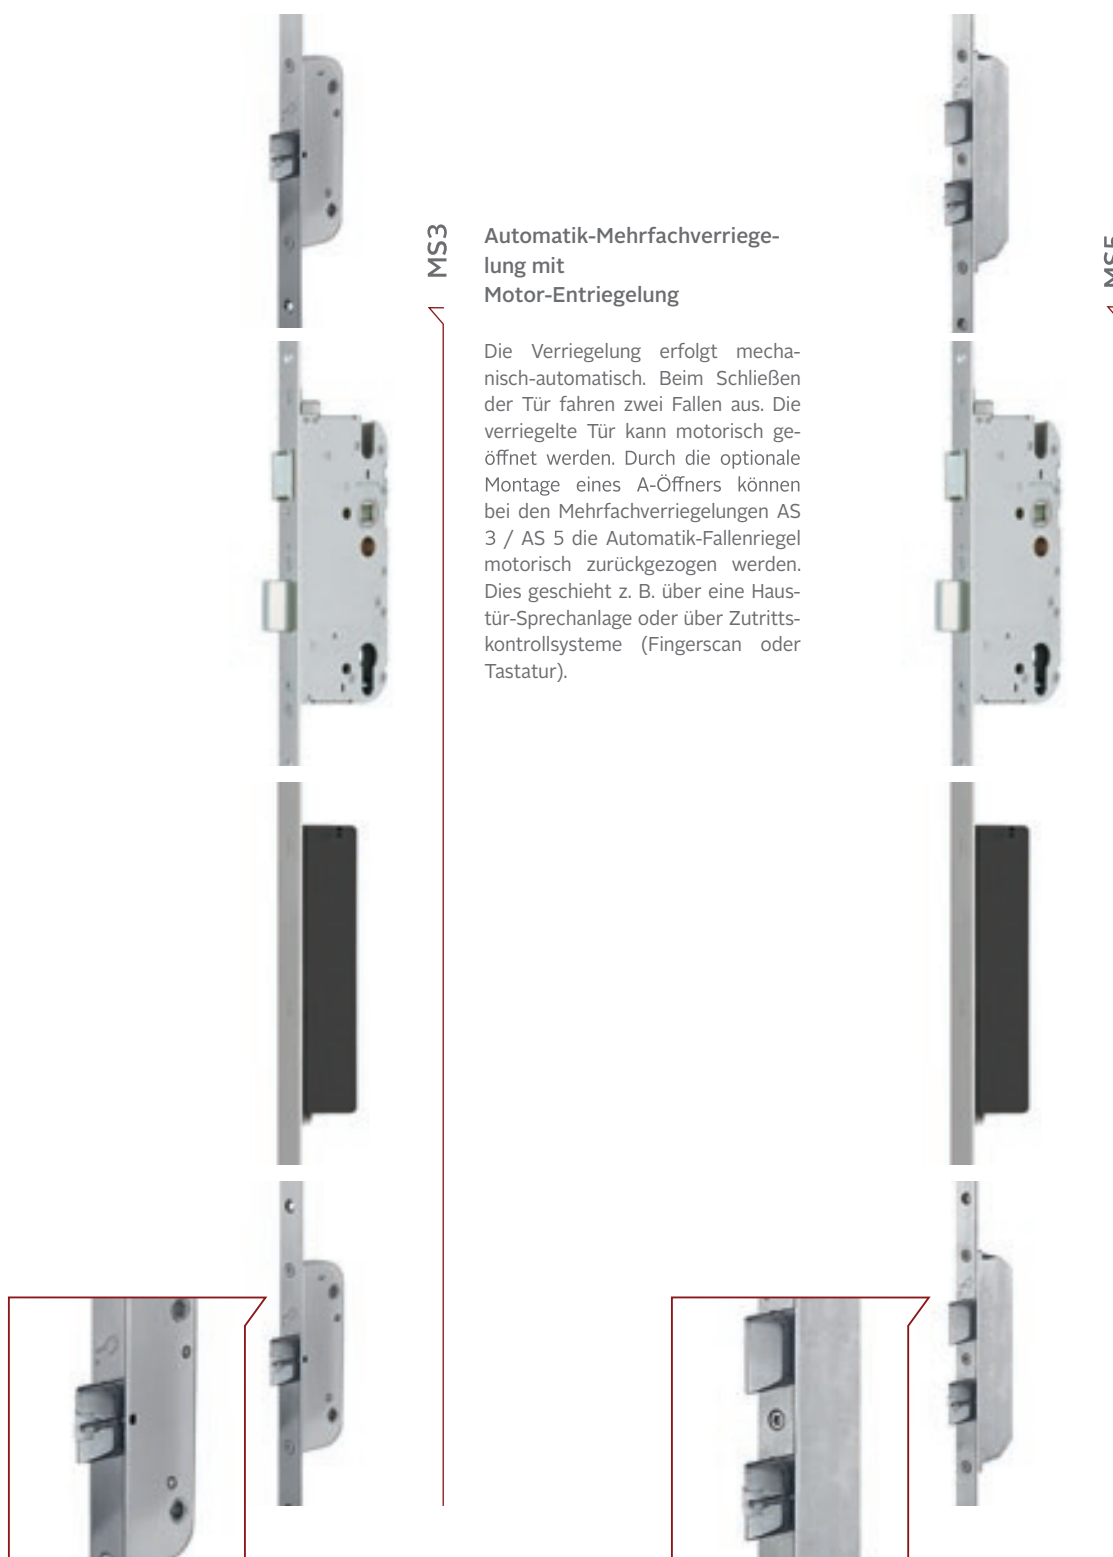 MS3
Automatik-Mehrfachverriege-
lung mit
Motor-Entriegelung
Die Verriegelung erfolgt mecha-
nisch-automatisch. Beim Schließen
der Tür fahren zwei Fallen aus. Die
verriegelte Tür kann motorisch ge-
öffnet werden. Durch die optionale
Montage eines A-Öffners können
bei den Mehrfachverriegelungen AS
3 / AS 5 die Automatik-Fallenriegel
motorisch zurückgezogen werden.
Dies geschieht z. B. über eine Haus-
tür-Sprechanlage oder über Zutritts-
kontrollsysteme (Fingerscan oder
Tastatur).
MS5